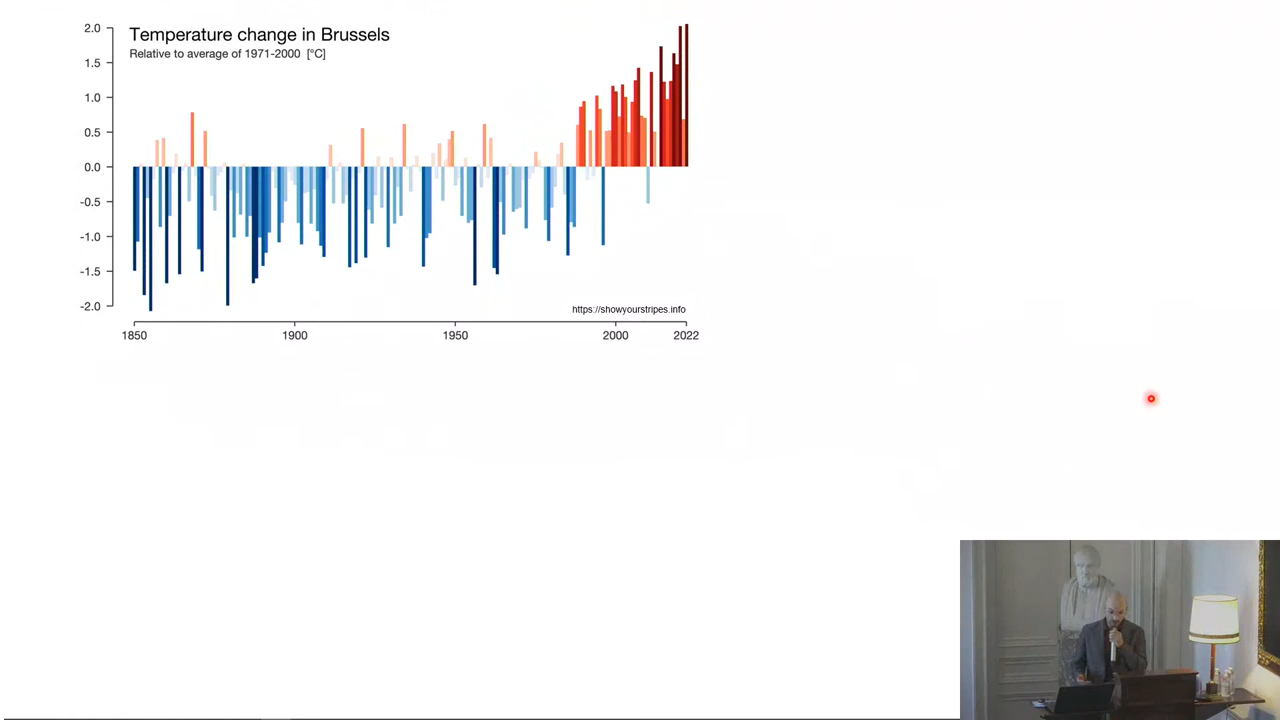 Temperature change in Brussels
Relative to average of 1971-2000 [°C]
2.0
1.5
1.0
0.5
0.0
-0.5
-1.0
-1.5
-2.0
https://showyourstripes.info
1850 1900 1950 2000 2022